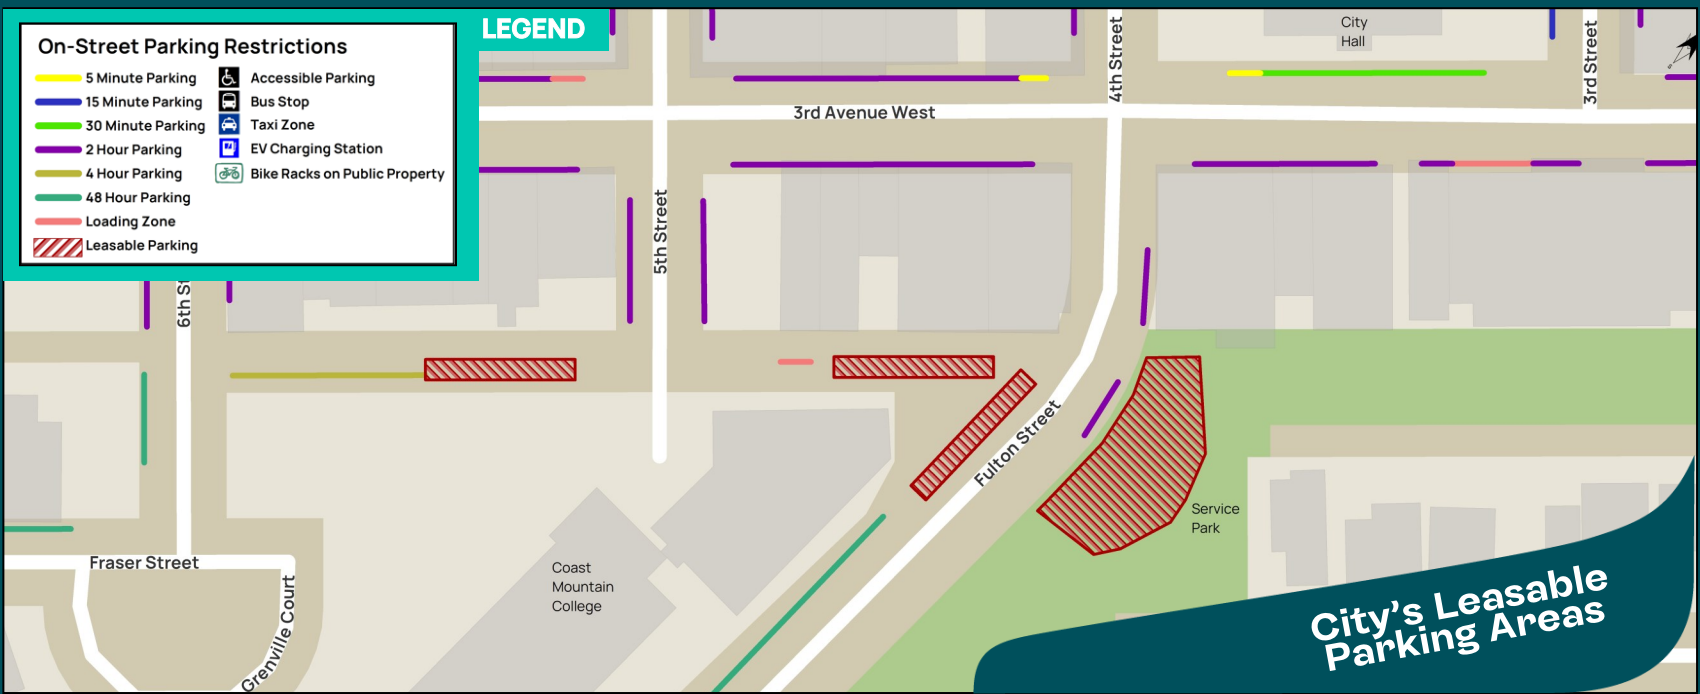 LEGEND
On-Street Parking Restrictions
5 Minute Parking
15 Minute Parking
30 Minute Parking
2 Hour Parking
4 Hour Parking
48 Hour Parking
Loading Zone
Leasable Parking
Accessible Parking
Bus Stop
Taxi Zone
EV Charging Station
Bike Racks on Public Property
City
Hall
4th Street
3rd Street
3rd Avenue West
5th Street
6th St
Fulton Street
Service
Park
Fraser Street
Grenville Court
Coast
Mountain
College
City's Leasable
Parking Areas